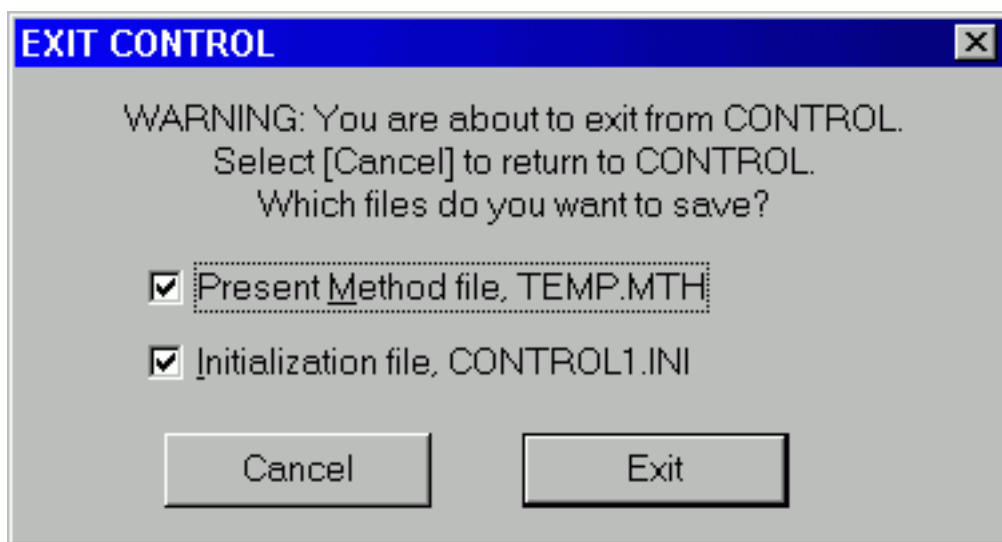 EXIT CONTROL
WARNING: You are about to exit from CONTROL.
Select [Cancel] to return to CONTROL.
Which files do you want to save?
Present Method file, TEMP.MTH
Initialization file, CONTROL1.INI
Cancel
Exit